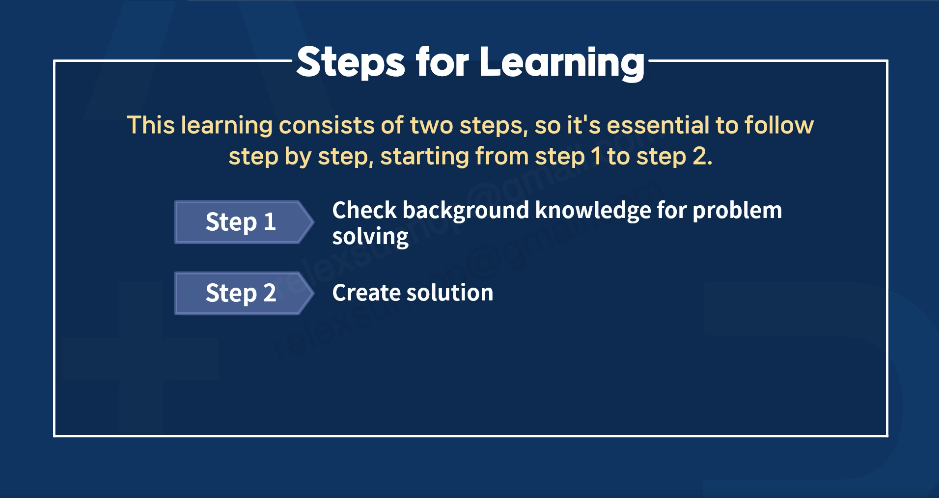 Steps for Learning
This learning consists of two steps, so it's essential to follow
step by step, starting from step 1 to step 2.
Step 1
Check background knowledge for problem
solving
Step 2
Create solution